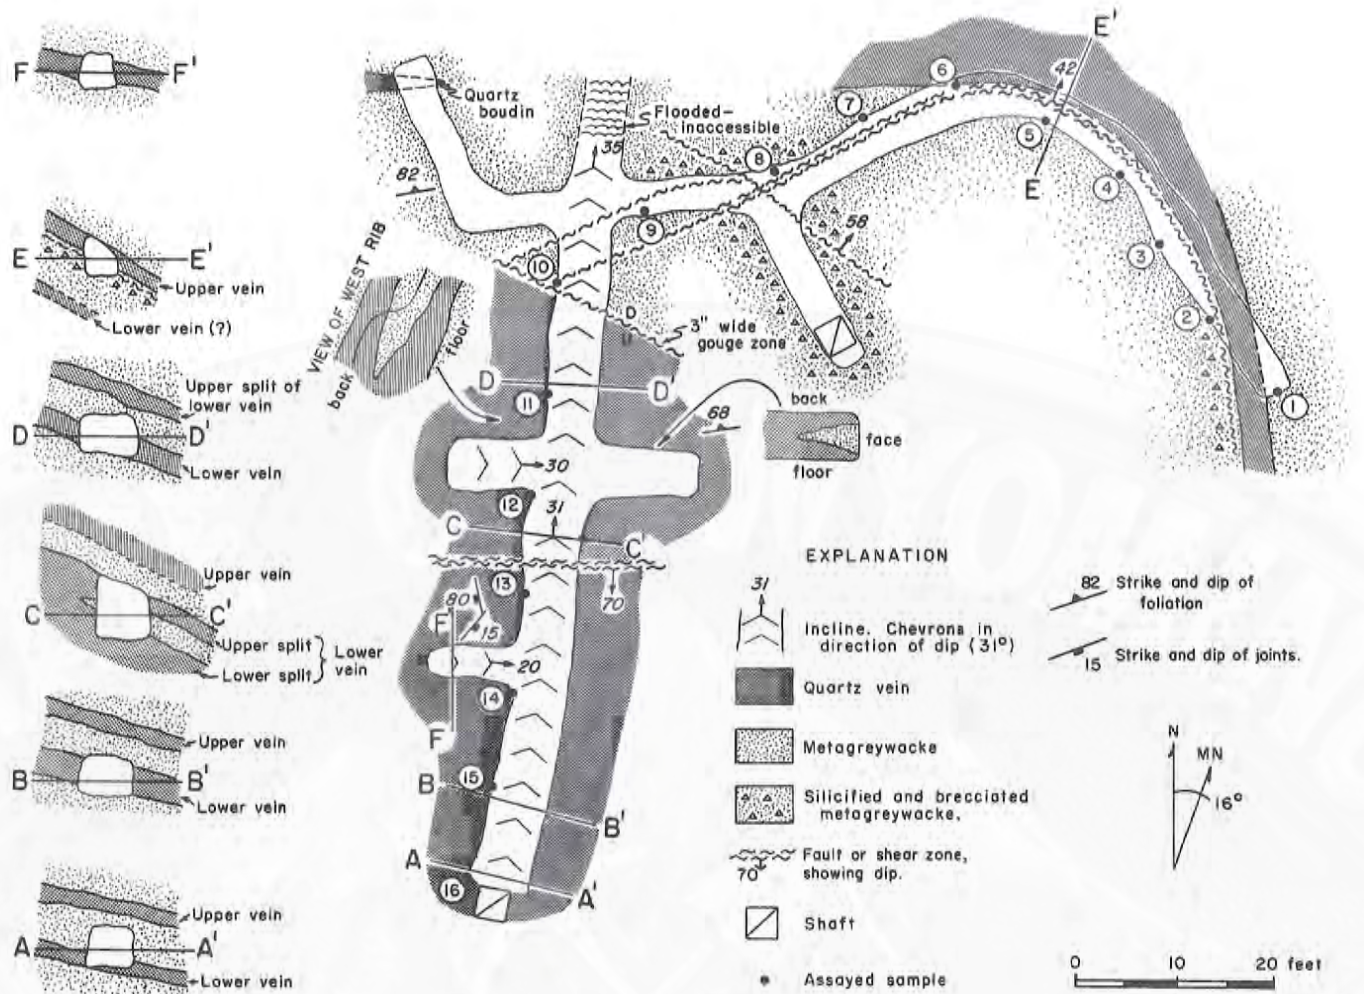 F F'
E E'
Upper vein
Lower vein (?)
Upper split of
lower vein
D D'
Lower vein
Upper vein
C C'
Upper split
Lower split
Lower
vein
Upper vein
B B'
Lower vein
Upper vein
A A'
Lower vein
Quartz
boudin
Flooded—
inaccessible
35
82
VIEW OF WEST RIB
back
floor
E'
42
E
1
2
3
4
5
6
7
8
9
10
58
D
U
3" wide
gouge zone
D D'
11
68
back
face
floor
30
12
31
C C'
13
70
80
F'
15
20
14
F
15
B B'
A A'
16
EXPLANATION
31
Incline. Chevrons in
direction of dip (31°)
Quartz vein
Metagreywacke
Silicified and brecciated
metagreywacke.
70
Fault or shear zone,
showing dip.
Shaft
Assayed sample
82
Strike and dip of
foliation
15
Strike and dip of joints.
N
MN
16°
0 10 20 feet